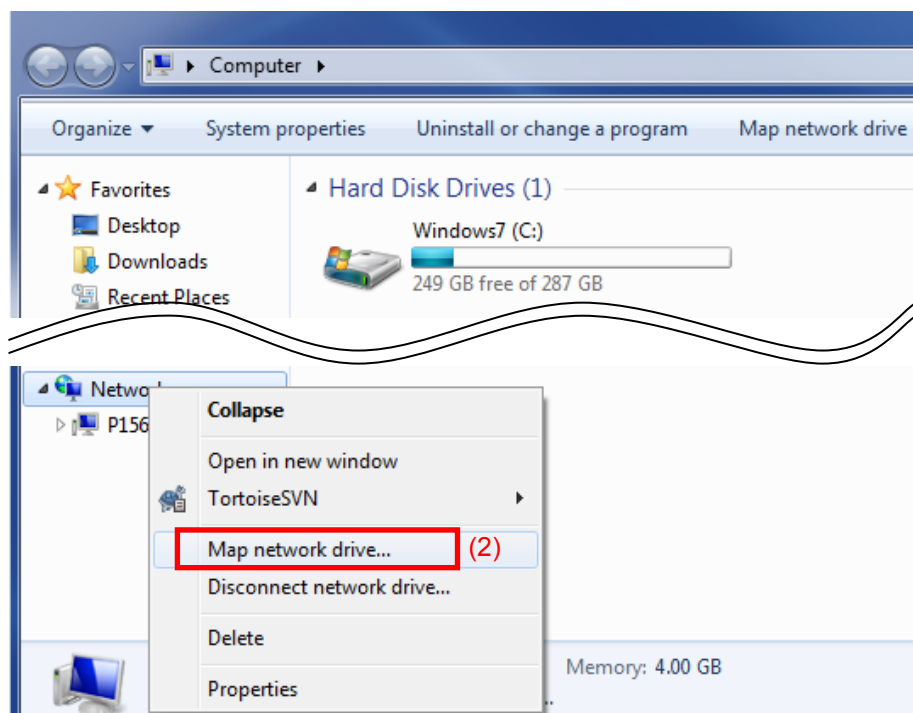 Computer
Organize System properties Uninstall or change a program Map network drive
Favorites
Desktop
Downloads
Recent Places
Hard Disk Drives (1)
Windows7 (C:)
249 GB free of 287 GB
P156
Collapse
Open in new window
TortoiseSVN
Map network drive... (2)
Disconnect network drive...
Delete
Properties
Memory: 4.00 GB